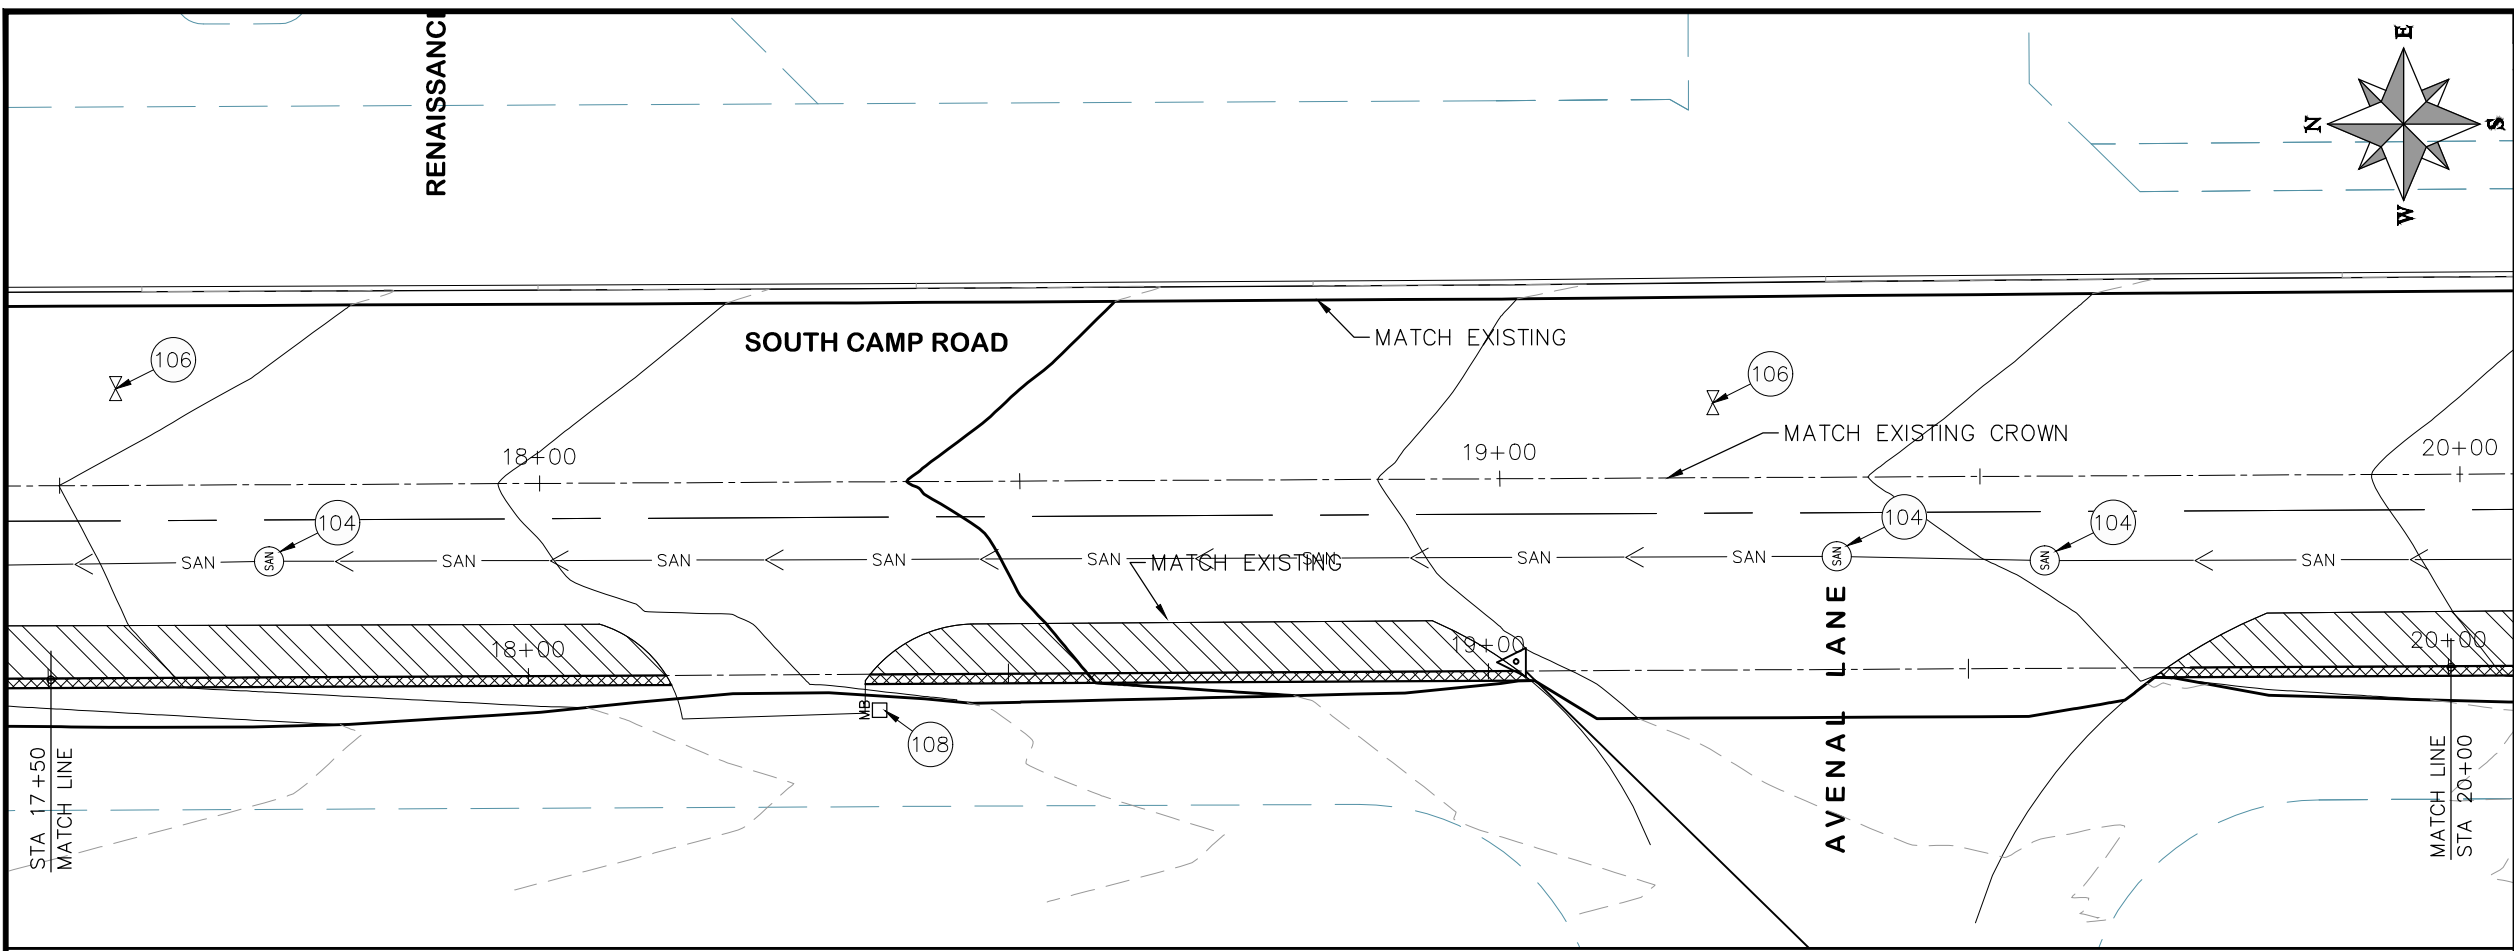 RENAISSANC
E
N
S
W
SOUTH CAMP ROAD
MATCH EXISTING
106
106
MATCH EXISTING CROWN
18+00
19+00
20+00
104
104
104
SAN
SAN
SAN
SAN
SAN
SAN
SAN
SAN
SAN
SAN
SAN
SAN
MATCH EXISTING
18+00
19+00
20+00
MB
108
AVENAL LANE
STA 17+50
MATCH LINE
MATCH LINE
STA 20+00